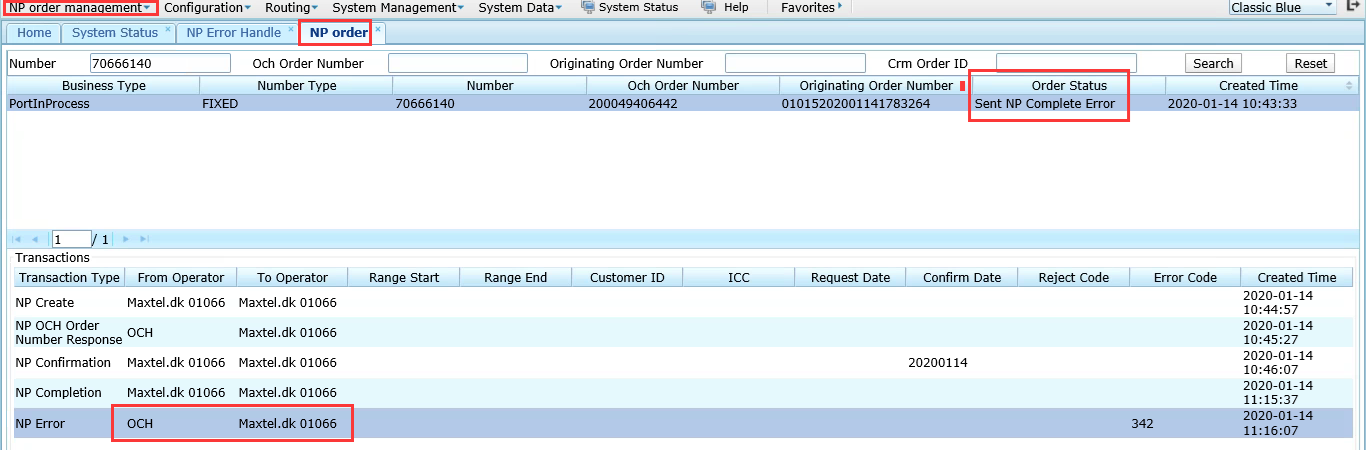 NP order management Configuration Routing System Management System Data System Status Help Favorites Classic Blue
Home System Status × NP Error Handle × NP order ×
Number 70666140 Och Order Number Originating Order Number Crm Order ID Search Reset
Business Type Number Type Number Och Order Number Originating Order Number Order Status Created Time
PortInProcess FIXED 70666140 200049406442 01015202001141783264 Sent NP Complete Error 2020-01-14 10:43:33
1 / 1
Transactions
Transaction Type From Operator To Operator Range Start Range End Customer ID ICC Request Date Confirm Date Reject Code Error Code Created Time
NP Create Maxtel.dk 01066 Maxtel.dk 01066 2020-01-14
10:44:57
NP OCH Order OCH Maxtel.dk 01066 2020-01-14
Number Response 10:45:27
NP Confirmation Maxtel.dk 01066 Maxtel.dk 01066 20200114 2020-01-14
10:46:07
NP Completion Maxtel.dk 01066 Maxtel.dk 01066 2020-01-14
11:15:37
NP Error OCH Maxtel.dk 01066 342 2020-01-14
11:16:07